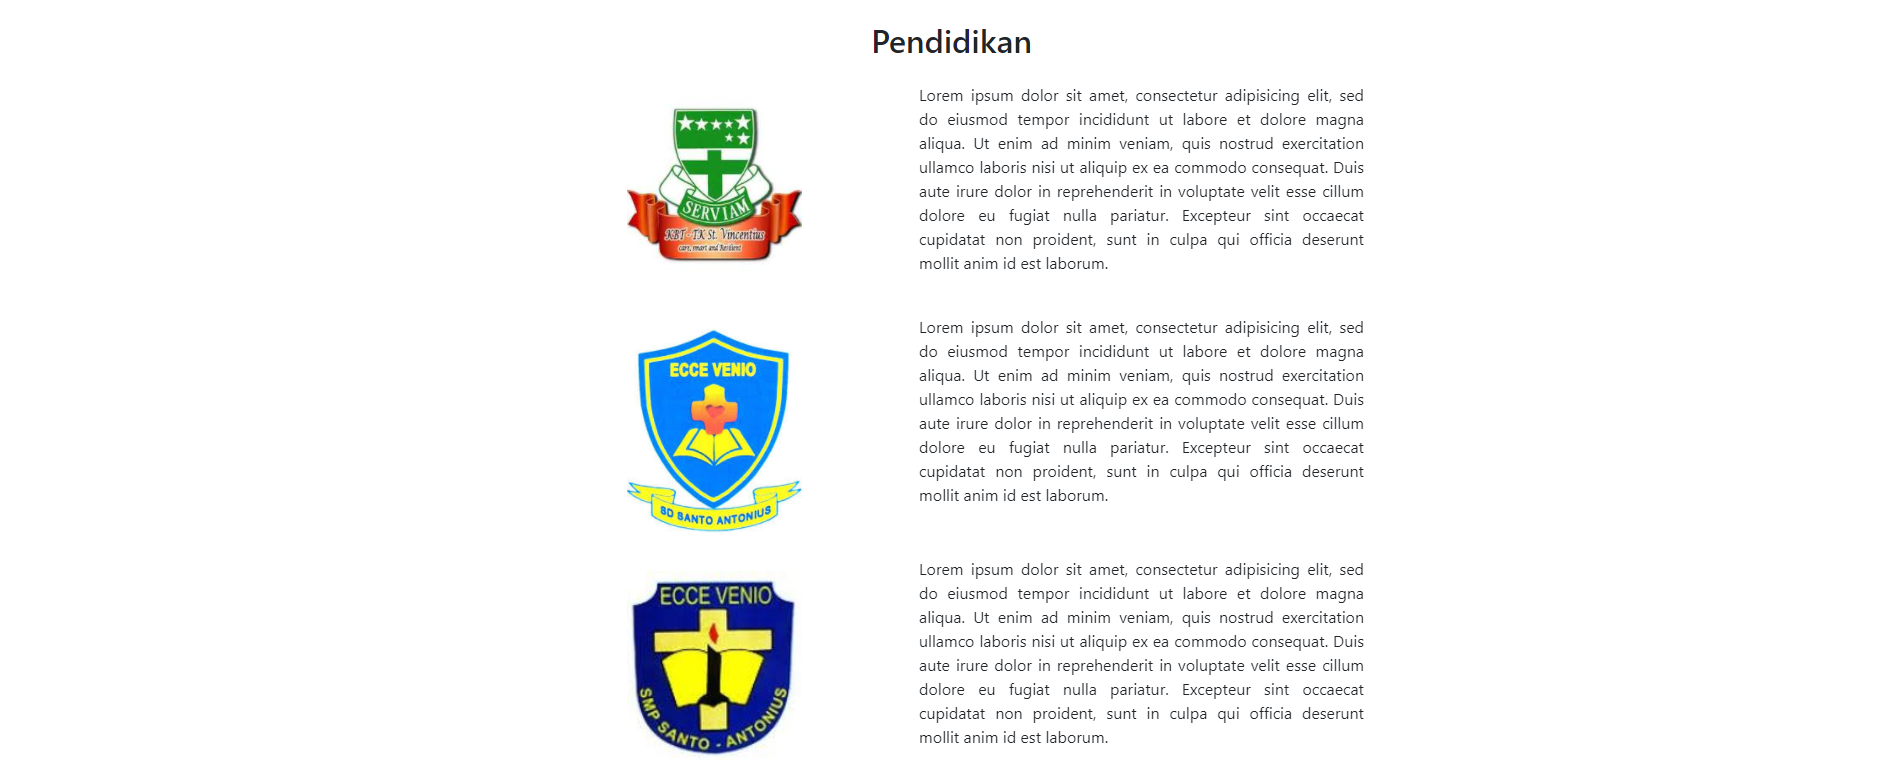 Pendidikan
SERVIAM
KBT - TK St. Vincentius
care, smart and Resilient
Lorem ipsum dolor sit amet, consectetur adipisicing elit, sed
do eiusmod tempor incididunt ut labore et dolore magna
aliqua. Ut enim ad minim veniam, quis nostrud exercitation
ullamco laboris nisi ut aliquip ex ea commodo consequat. Duis
aute irure dolor in reprehenderit in voluptate velit esse cillum
dolore eu fugiat nulla pariatur. Excepteur sint occaecat
cupidatat non proident, sunt in culpa qui officia deserunt
mollit anim id est laborum.
ECCE VENIO
SD SANTO ANTONIUS
Lorem ipsum dolor sit amet, consectetur adipisicing elit, sed
do eiusmod tempor incididunt ut labore et dolore magna
aliqua. Ut enim ad minim veniam, quis nostrud exercitation
ullamco laboris nisi ut aliquip ex ea commodo consequat. Duis
aute irure dolor in reprehenderit in voluptate velit esse cillum
dolore eu fugiat nulla pariatur. Excepteur sint occaecat
cupidatat non proident, sunt in culpa qui officia deserunt
mollit anim id est laborum.
ECCE VENIO
SMP SANTO - ANTONIUS
Lorem ipsum dolor sit amet, consectetur adipisicing elit, sed
do eiusmod tempor incididunt ut labore et dolore magna
aliqua. Ut enim ad minim veniam, quis nostrud exercitation
ullamco laboris nisi ut aliquip ex ea commodo consequat. Duis
aute irure dolor in reprehenderit in voluptate velit esse cillum
dolore eu fugiat nulla pariatur. Excepteur sint occaecat
cupidatat non proident, sunt in culpa qui officia deserunt
mollit anim id est laborum.